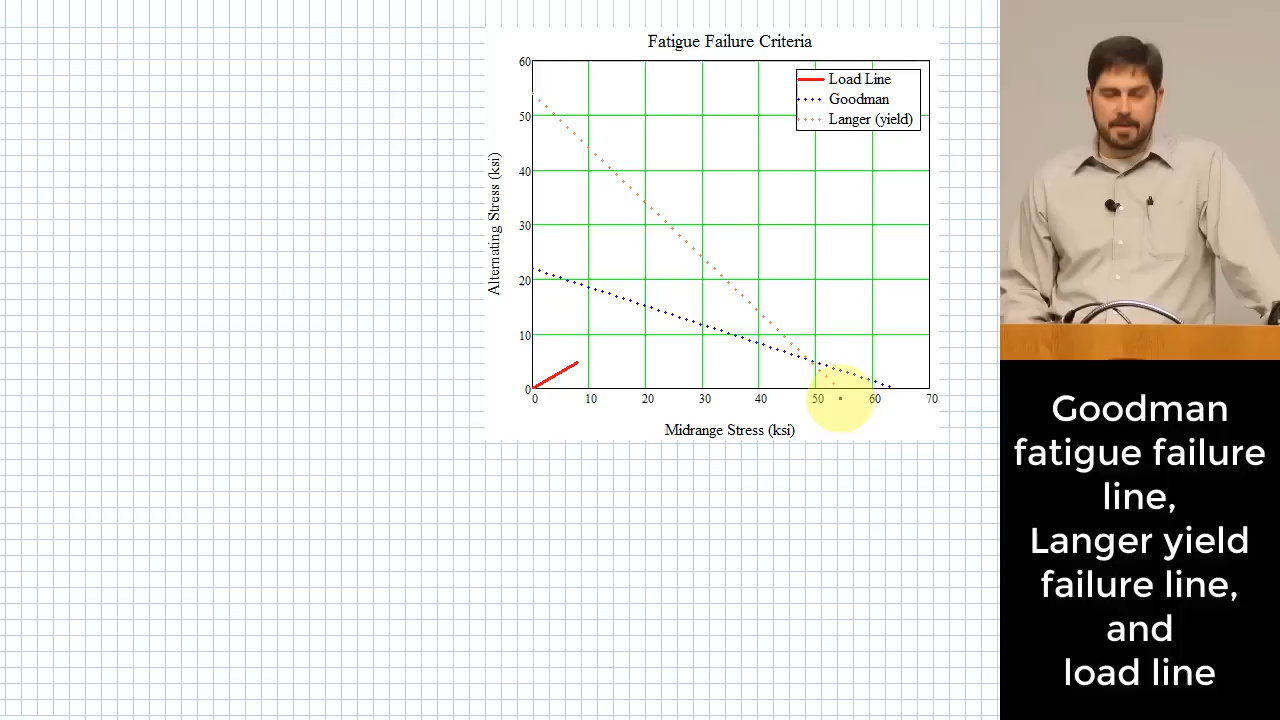 Fatigue Failure Criteria
Load Line
Goodman
Langer (yield)
Alternating Stress (ksi)
60
50
40
30
20
10
0
0 10 20 30 40 50 60 70
Midrange Stress (ksi)
Goodman
fatigue failure
line,
Langer yield
failure line,
and
load line